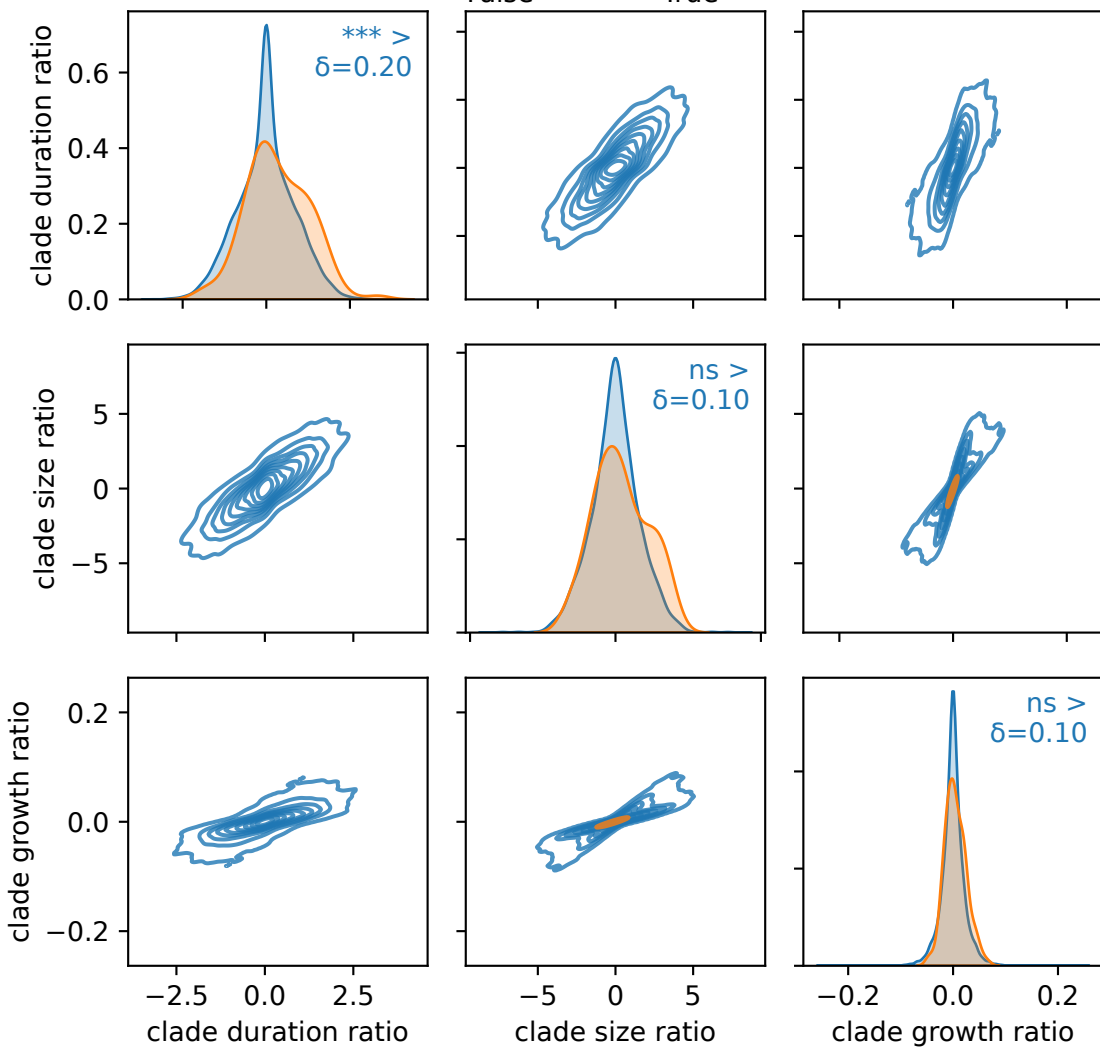 True
clade duration ratio
0.6
0.4
0.2
0.0
*** >
δ=0.20
clade size ratio
5
0
−5
ns >
δ=0.10
clade growth ratio
0.2
0.0
−0.2
ns >
δ=0.10
−2.5 0.0 2.5
−5 0 5
−0.2 0.0 0.2
clade duration ratio
clade size ratio
clade growth ratio